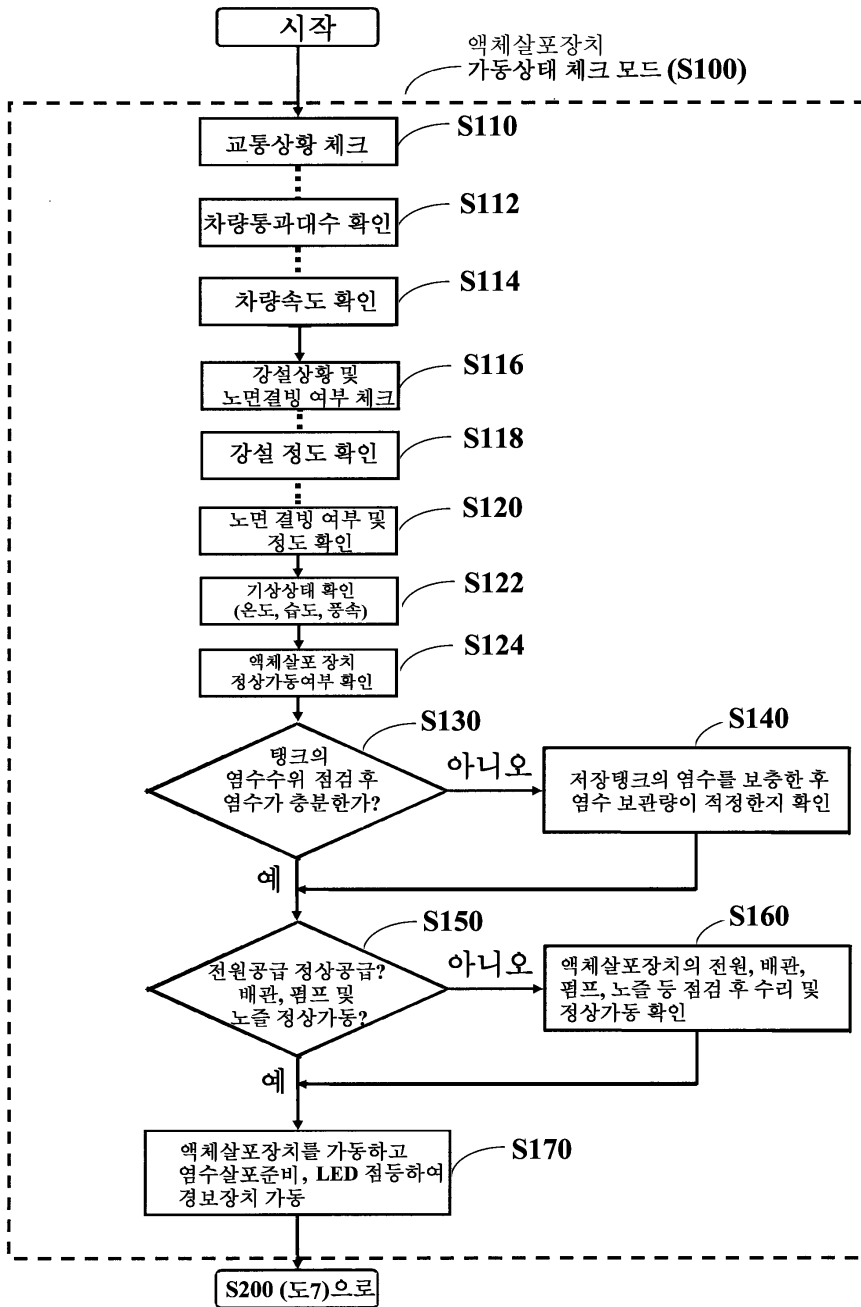 시작
액체살포장치
가동상태 체크 모드 (S100)
교통상황 체크
S110
차량통과대수 확인
S112
차량속도 확인
S114
강설상황 및
노면결빙 여부 체크
S116
강설 정도 확인
S118
노면 결빙 여부 및
정도 확인
S120
기상상태 확인
(온도, 습도, 풍속)
S122
액체살포 장치
정상가동여부 확인
S124
탱크의
염수수위 점검 후
염수가 충분한가?
S130
아니오
저장탱크의 염수를 보충한 후
염수 보관량이 적정한지 확인
S140
예
전원공급 정상공급?
배관, 펌프 및
노즐 정상가동?
S150
아니오
액체살포장치의 전원, 배관,
펌프, 노즐 등 점검 후 수리 및
정상가동 확인
S160
예
액체살포장치를 가동하고
염수살포준비, LED 점등하여
경보장치 가동
S170
S200 (도7)으로